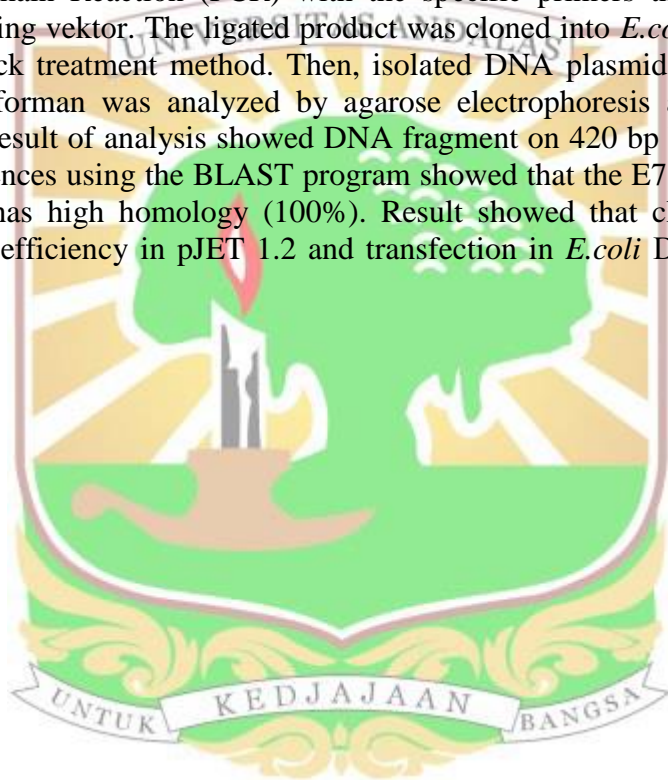 Chain Reaction (PCR) with the specific primers
ing vektor. The ligated product was cloned into E.co
ck treatment method. Then, isolated DNA plasmid
forman was analyzed by agarose electrophoresis
esult of analysis showed DNA fragment on 420 bp
ences using the BLAST program showed that the E7
has high homology (100%). Result showed that cl
efficiency in pJET 1.2 and transfection in E.coli D
UNIVERSITAS ANDALAS
UNTUK KEDJAJAAN BANGSA